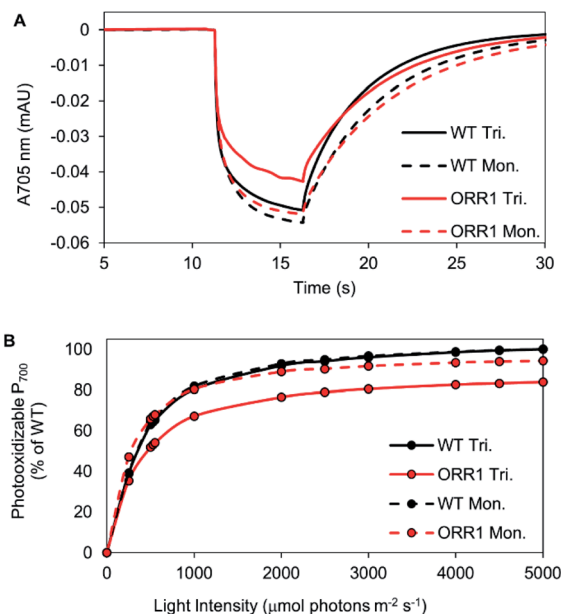 A
0
-0.01
-0.02
-0.03
-0.04
-0.05
-0.06
A705 nm (mAU)
WT Tri.
WT Mon.
ORR1 Tri.
ORR1 Mon.
5
10
15
20
25
30
Time (s)
B
100
80
60
40
20
0
Photooxidizable P₇₀₀
(% of WT)
WT Tri.
ORR1 Tri.
WT Mon.
ORR1 Mon.
0
1000
2000
3000
4000
5000
Light Intensity (μmol photons m⁻² s⁻¹)